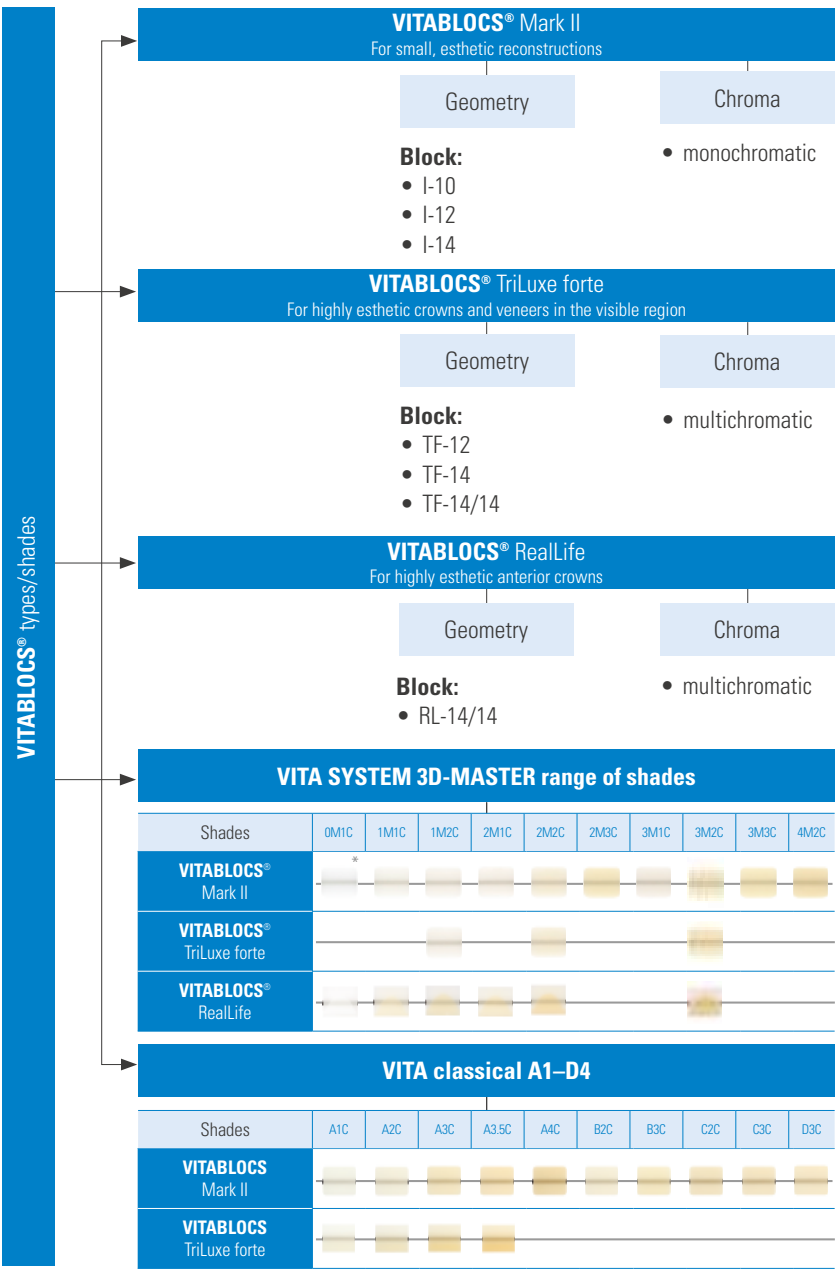 VITABLOCS® types/shades
VITABLOCS® Mark II
For small, esthetic reconstructions
Geometry
Chroma
Block:
• I-10
• I-12
• I-14
• monochromatic
VITABLOCS® TriLuxe forte
For highly esthetic crowns and veneers in the visible region
Geometry
Chroma
Block:
• TF-12
• TF-14
• TF-14/14
• multichromatic
VITABLOCS® RealLife
For highly esthetic anterior crowns
Geometry
Chroma
Block:
• RL-14/14
• multichromatic
VITA SYSTEM 3D-MASTER range of shades
Shades 0M1C 1M1C 1M2C 2M1C 2M2C 2M3C 3M1C 3M2C 3M3C 4M2C
*
VITABLOCS®
Mark II
VITABLOCS®
TriLuxe forte
VITABLOCS®
RealLife
VITA classical A1–D4
Shades A1C A2C A3C A3.5C A4C B2C B3C C2C C3C D3C
VITABLOCS
Mark II
VITABLOCS
TriLuxe forte